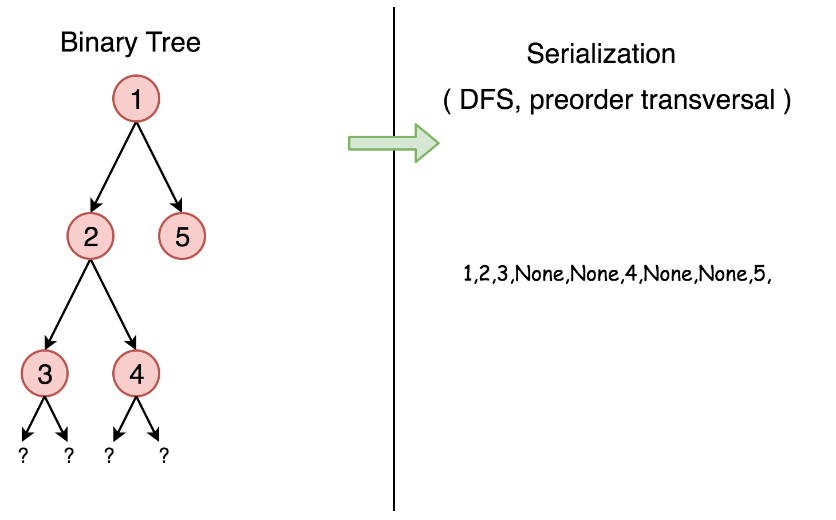 Binary Tree
1
2
5
3
4
?
?
?
?
Serialization
( DFS, preorder transversal )
1,2,3,None,None,4,None,None,5,